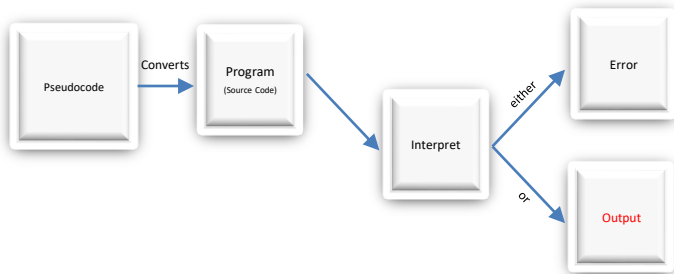 Pseudocode
Converts
Program
(Source Code)
Interpret
either
or
Error
Output